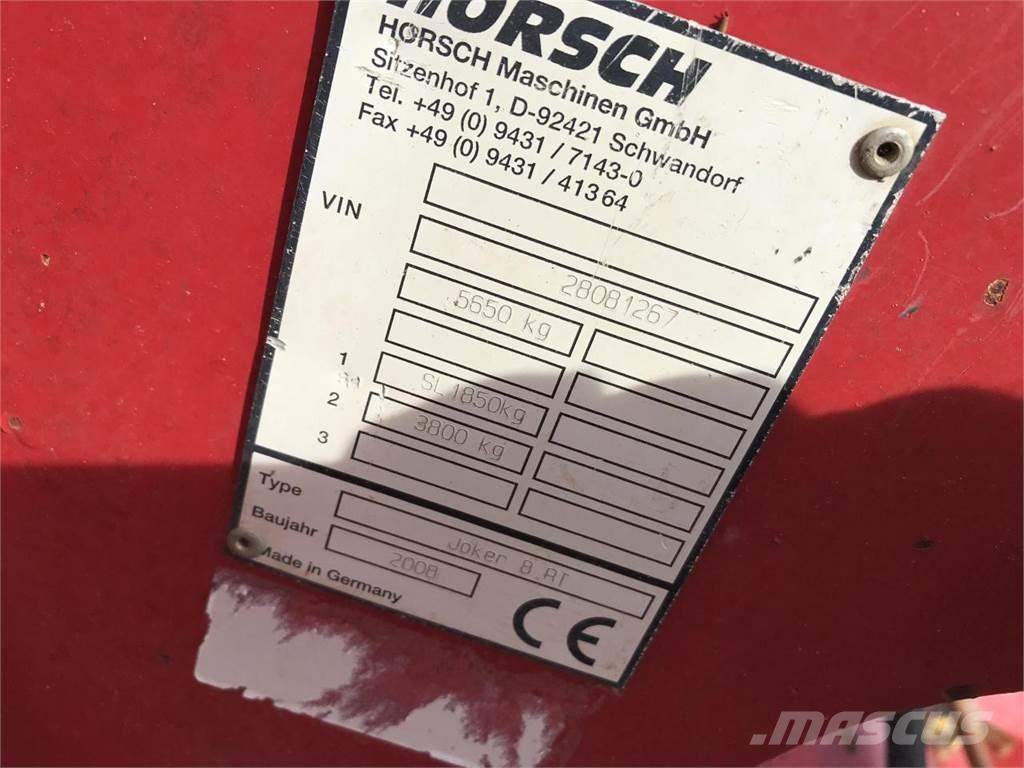 HORSCH
HORSCH Maschinen GmbH
Sitzenhof 1, D-92421 Schwandorf
Tel. +49 (0) 9431 / 7143-0
Fax +49 (0) 9431 / 41364
VIN
28081267
5650 kg
1 SL 1850kg
2 3800 kg
3
Type Joker 8.RT
Baujahr 2008
Made in Germany
CE
MASCUS